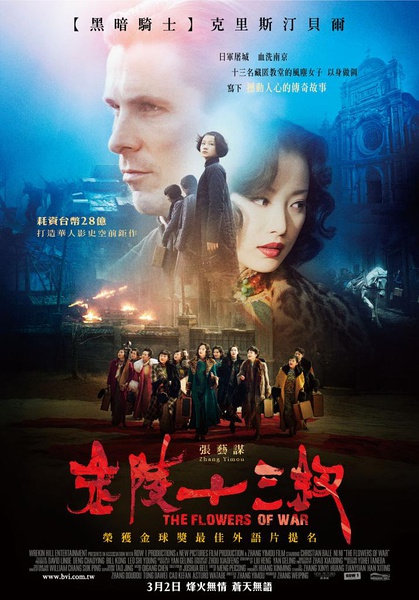 【黑暗騎士】克里斯汀貝爾
日軍屠城 血洗南京
十三名藏匿教堂的風塵女子 以身做餌
寫下 撼動人心的傳奇故事
耗資台幣28億
打造華人影史空前新作
張藝謀
Zhang Yimou
金陵十三釵
THE FLOWERS OF WAR
榮獲金球獎最佳外語片提名
www.bvi.com.tw
3月2日 烽火無情 蒼天無語